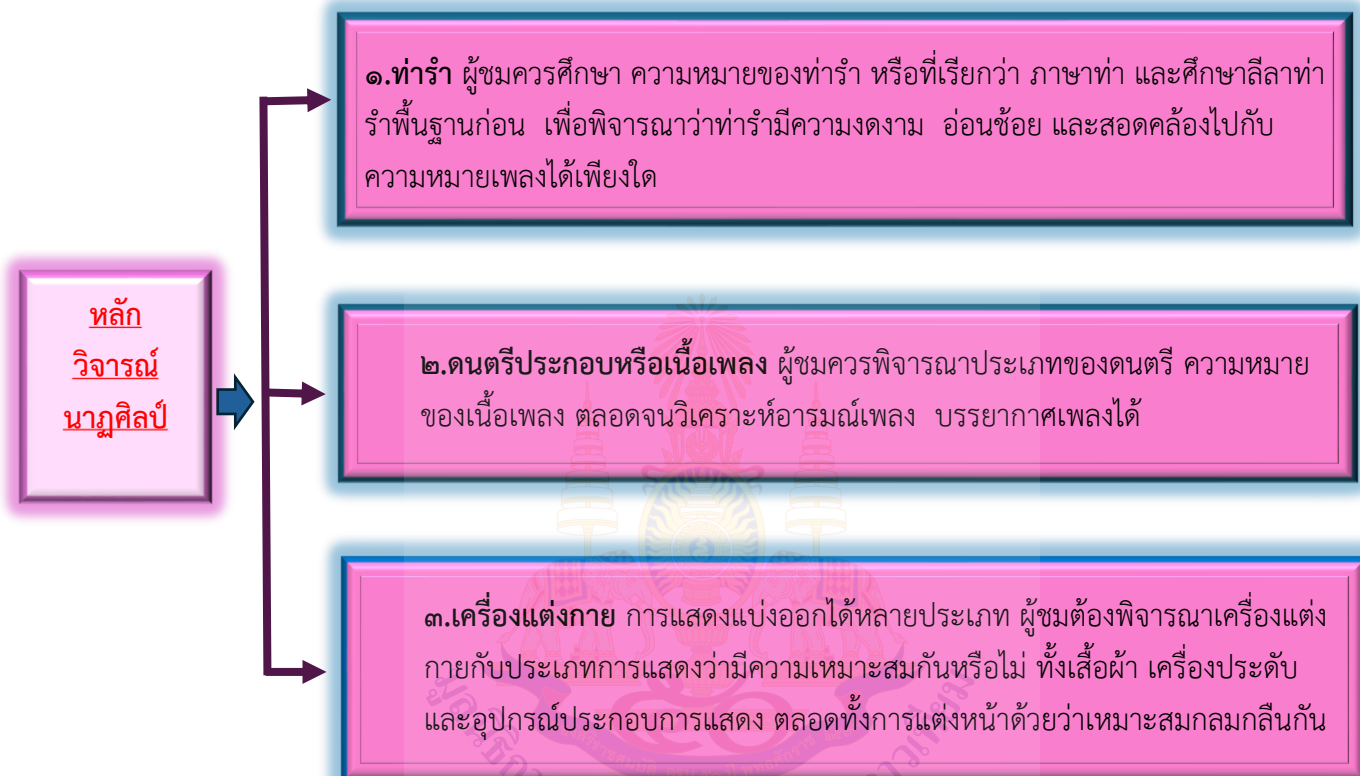 ๑.ท่ารำ ผู้ชมควรศึกษา ความหมายของท่ารำ หรือที่เรียกว่า ภาษาท่า และศึกษาลีลาท่า
รำพื้นฐานก่อน เพื่อพิจารณาว่าท่ารำมีความงดงาม อ่อนช้อย และสอดคล้องไปกับ
ความหมายเพลงได้เพียงใด
หลัก
วิจารณ์
นาฏศิลป์
๒.ดนตรีประกอบหรือเนื้อเพลง ผู้ชมควรพิจารณาประเภทของดนตรี ความหมาย
ของเนื้อเพลง ตลอดจนวิเคราะห์อารมณ์เพลง บรรยากาศเพลงได้
๓.เครื่องแต่งกาย การแสดงแบ่งออกได้หลายประเภท ผู้ชมต้องพิจารณาเครื่องแต่ง
กายกับประเภทการแสดงว่ามีความเหมาะสมกันหรือไม่ ทั้งเสื้อผ้า เครื่องประดับ
และอุปกรณ์ประกอบการแสดง ตลอดทั้งการแต่งหน้าด้วยว่าเหมาะสมกลมกลืนกัน